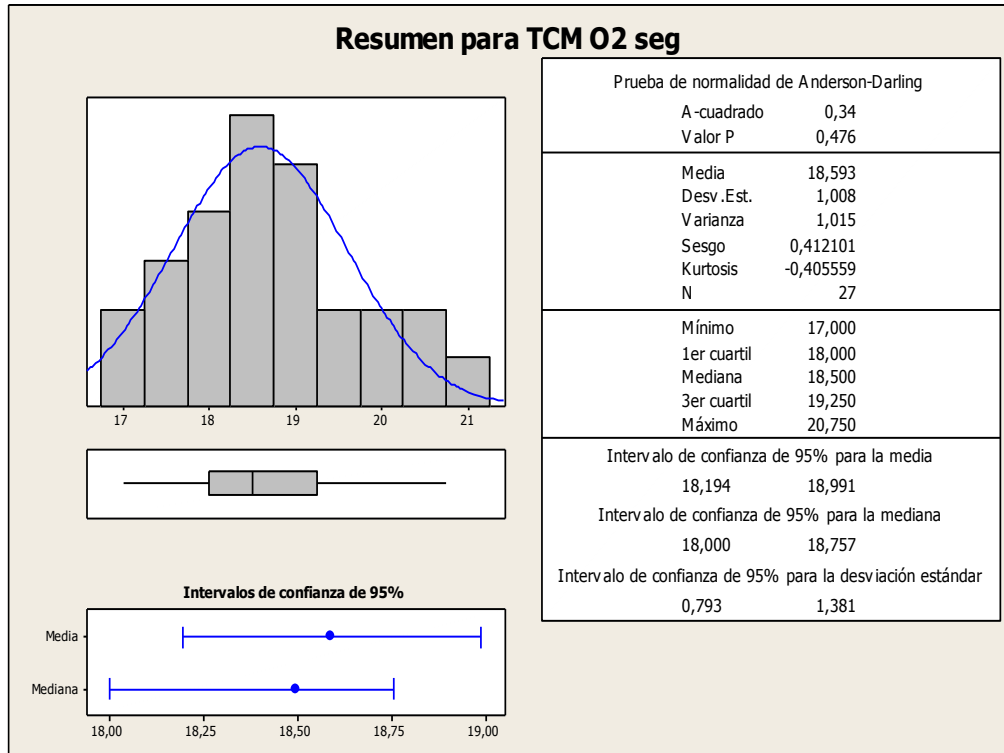 Resumen para TCM O2 seg
17 18 19 20 21
Intervalos de confianza de 95%
Media
Mediana
18,00 18,25 18,50 18,75 19,00
Prueba de normalidad de Anderson-Darling
A-cuadrado 0,34
Valor P 0,476
Media 18,593
Desv.Est. 1,008
Varianza 1,015
Sesgo 0,412101
Kurtosis -0,405559
N 27
Mínimo 17,000
1er cuartil 18,000
Mediana 18,500
3er cuartil 19,250
Máximo 20,750
Intervalo de confianza de 95% para la media
18,194 18,991
Intervalo de confianza de 95% para la mediana
18,000 18,757
Intervalo de confianza de 95% para la desviación estándar
0,793 1,381